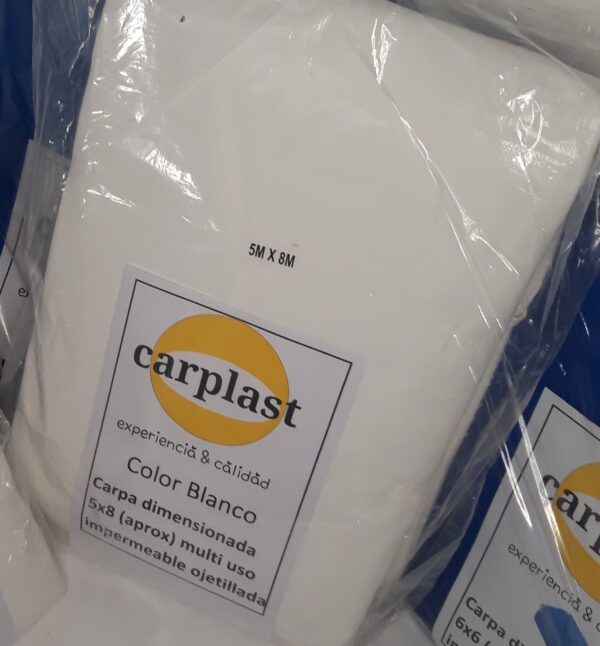 5M X 8M
carplast
experiencia & calidad
Color Blanco
Carpa dimensionada
5x8 (aprox) multi uso
impermeable ojetillada
carp
experiencia &
Carpa
6x6